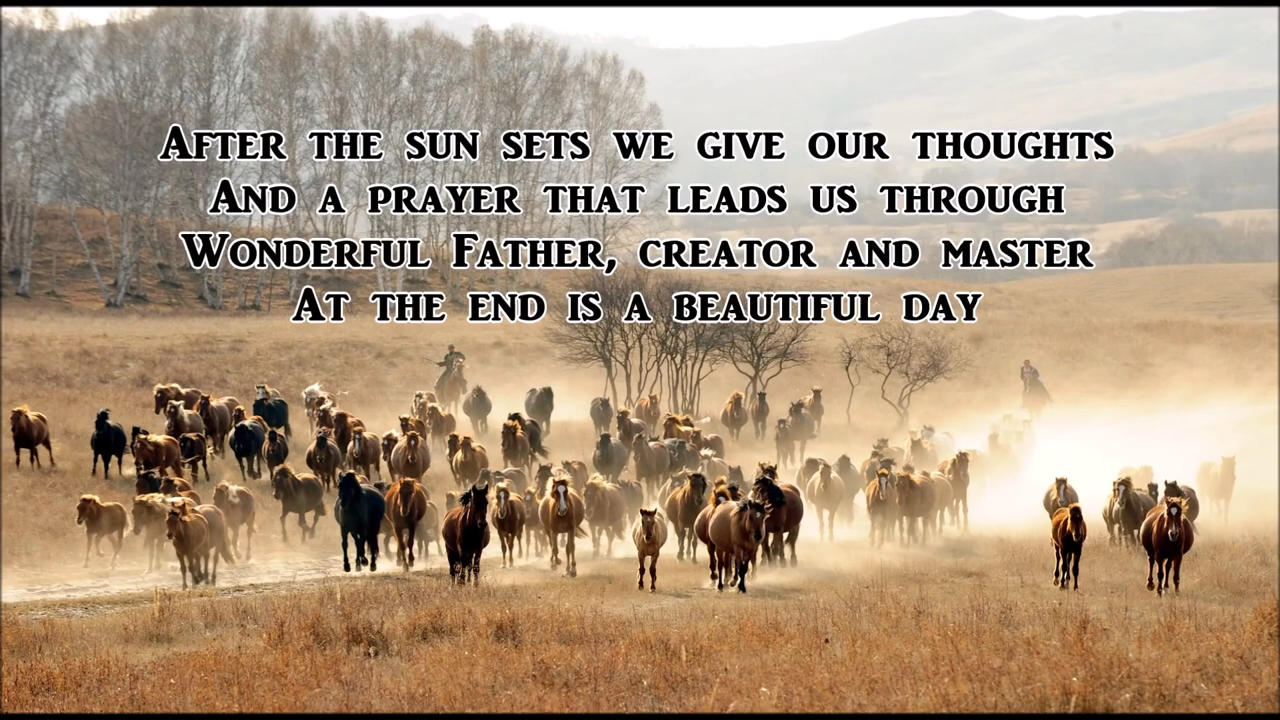 After the sun sets we give our thoughts
And a prayer that leads us through
Wonderful Father, creator and master
At the end is a beautiful day